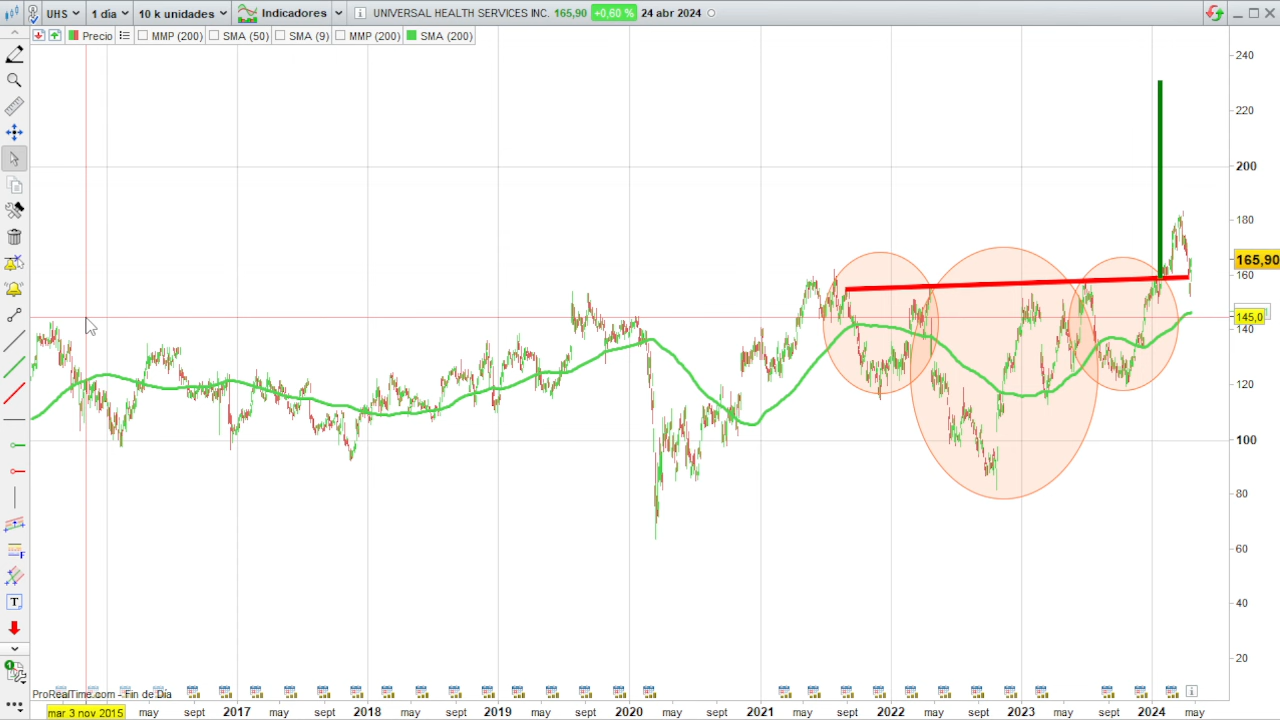 UHS 1 día 10 k unidades Indicadores UNIVERSAL HEALTH SERVICES INC. 165,90 +0,60 % 24 abr 2024
Precio MMP (200) SMA (50) SMA (9) MMP (200) SMA (200)
240
220
200
180
165,90
160
145,0
140
120
100
80
60
40
20
T
F
1
ProRealTime.com - Fin de Día
mar. 3 nov 2015 may sept 2017 may sept 2018 may sept 2019 may sept 2020 may sept 2021 may sept 2022 may sept 2023 may sept 2024 may